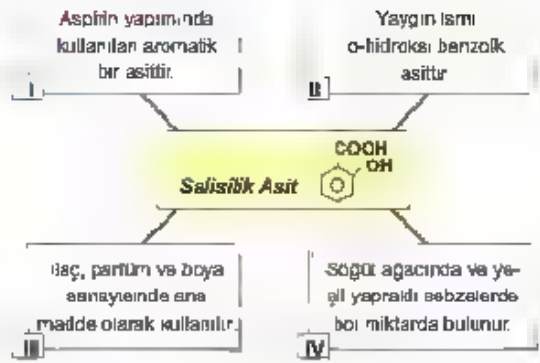 Aspirin yapımında
kullanılan aromatik
bir asittir.
I
Yaygın ismi
o-hidroksi benzoik
asittir
II
COOH
OH
Salisilik Asit
İlaç, parfüm ve boya
sanayisinde ana
madde olarak kullanılır.
III
Söğüt ağacında ve ye-
şil yapraklı sebzelerde
bol miktarda bulunur.
IV